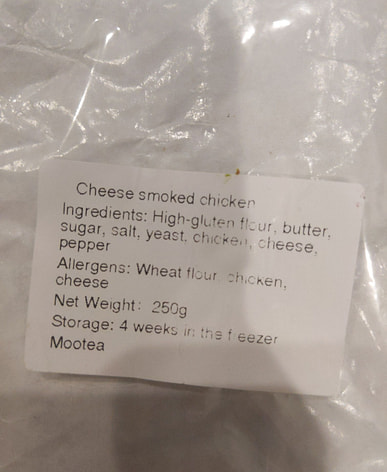 Cheese smoked chicken
Ingredients: High-gluten flour, butter,
sugar, salt, yeast, chicken, cheese,
pepper
Allergens: Wheat flour, chicken,
cheese
Net Weight: 250g
Storage: 4 weeks in the freezer
Mootea